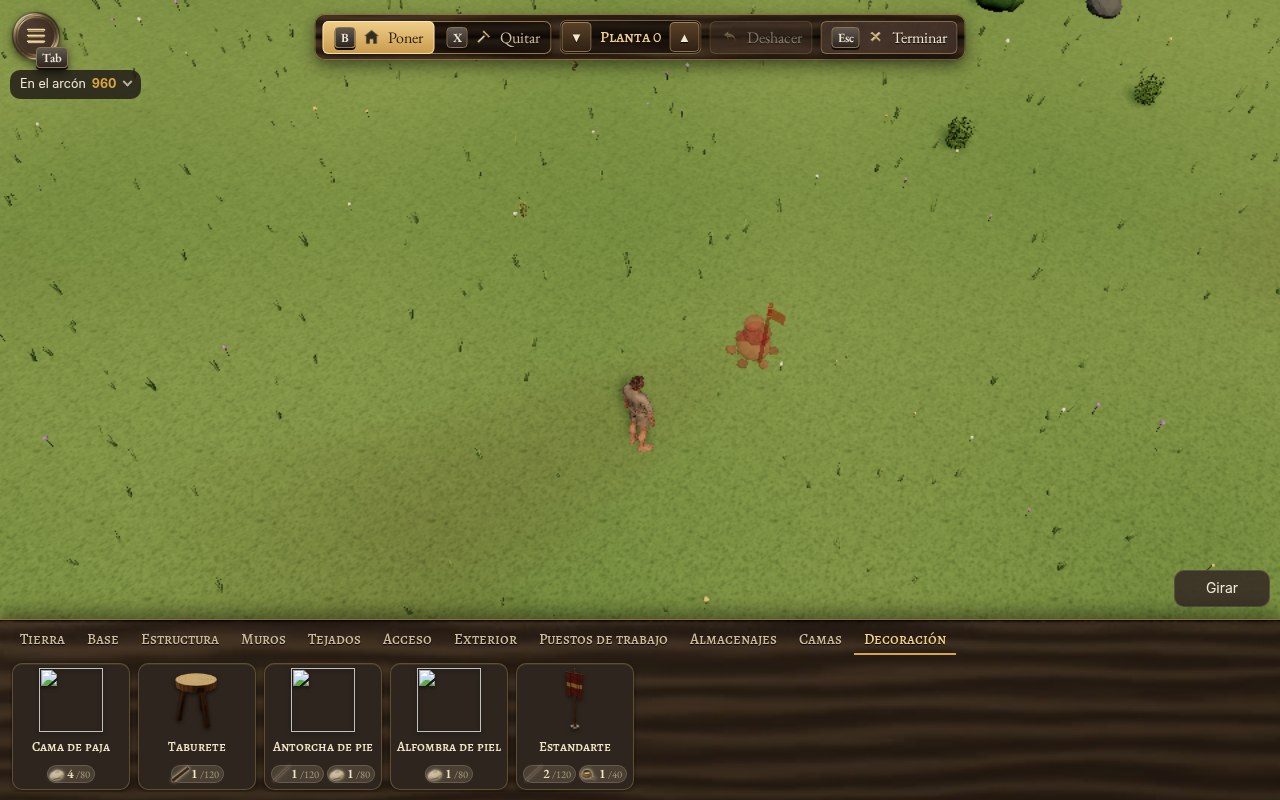 B Poner
X Quitar
▼ Planta 0 ▲
Deshacer
Esc Terminar
Tab
En el arcón 960
Girar
Tierra Base Estructura Muros Tejados Acceso Exterior Puestos de trabajo Almacenajes Camas Decoración
Cama de paja
4 /80
Taburete
1 /120
Antorcha de pie
1 /120 1 /80
Alfombra de piel
1 /80
Estandarte
2 /120 1 /40